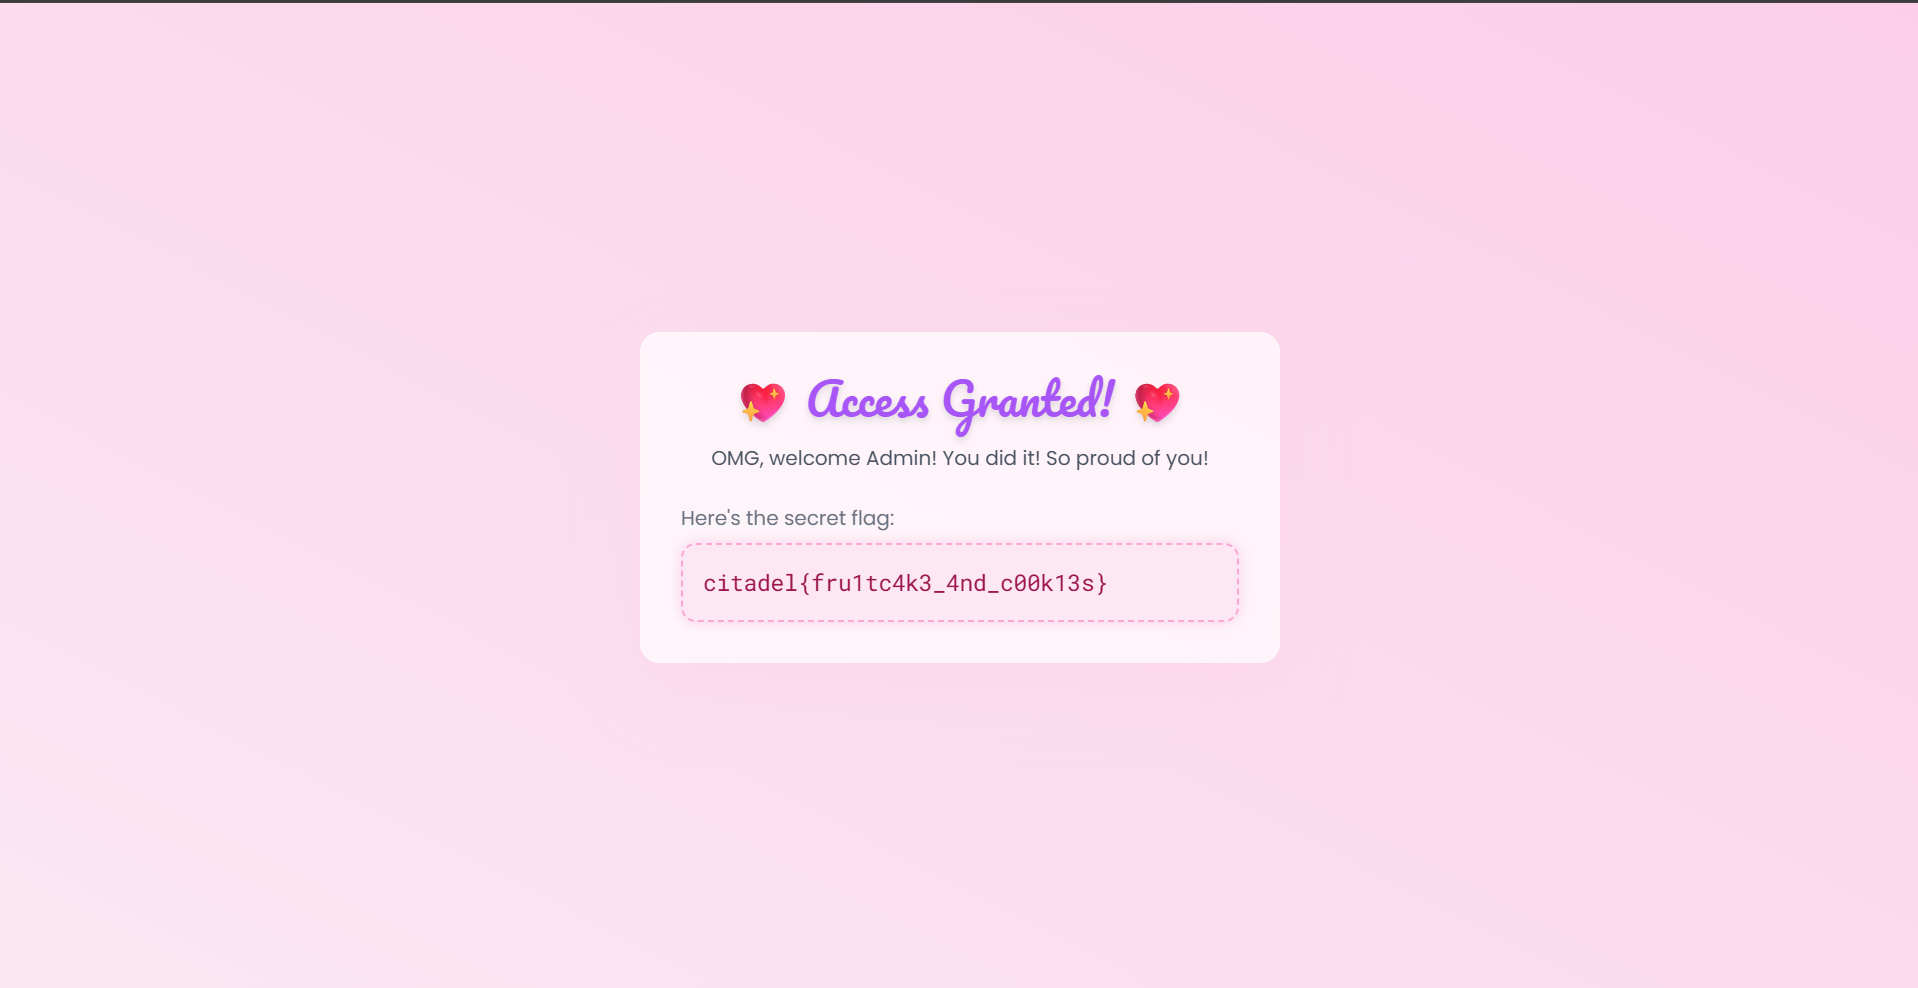 💖 Access Granted! 💖
OMG, welcome Admin! You did it! So proud of you!
Here's the secret flag:
citadel{fru1tc4k3_4nd_c00k13s}